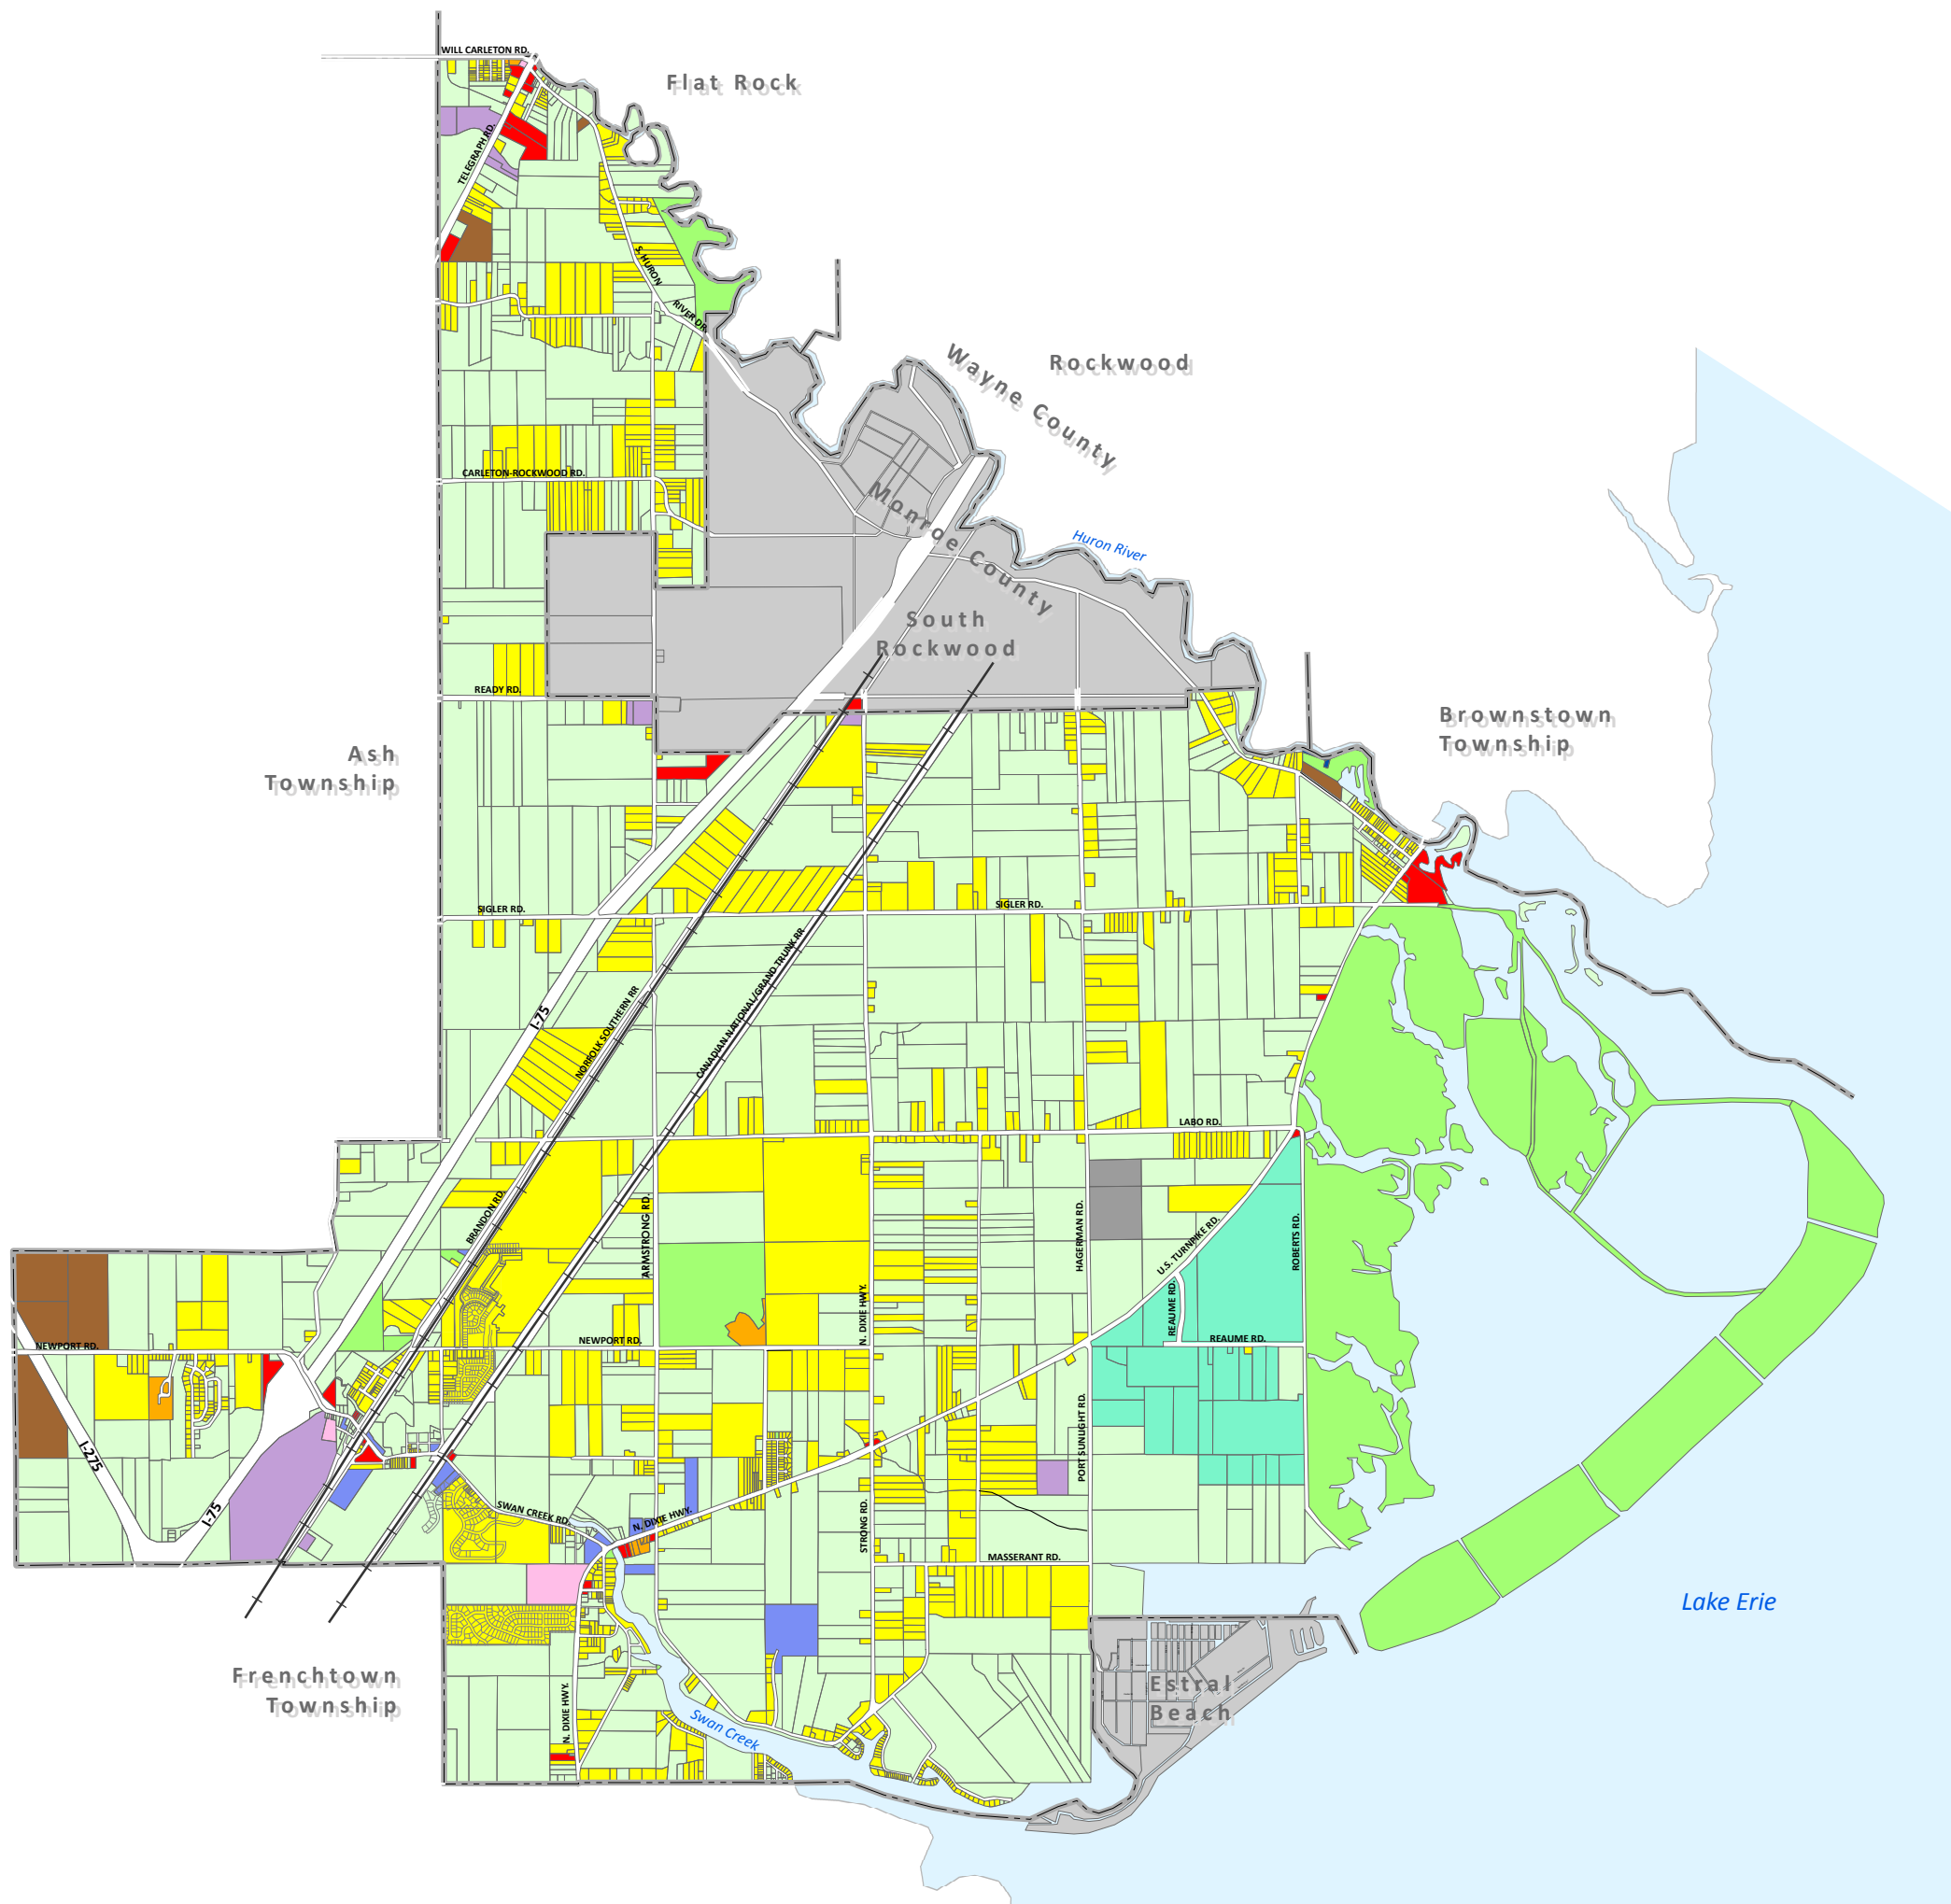 WILL CARLETON RD.
Flat Rock
TELEGRAPH RD.
S. HURON
RIVER DR.
Wayne County
Rockwood
CARLETON-ROCKWOOD RD.
Monroe County
Huron River
South
Rockwood
READY RD.
Brownstown
Township
Ash
Township
SIGLER RD.
SIGLER RD.
I-75
NORFOLK SOUTHERN RR
CANADIAN NATIONAL/GRAND TRUNK RR
LABO RD.
BRANDON RD.
ARMSTRONG RD.
N. DIXIE HWY.
HAGERMAN RD.
U.S. TURNPIKE RD.
ROBERTS RD.
REAUME RD.
REAUME RD.
NEWPORT RD.
NEWPORT RD.
I-275
I-75
PORT SUNLIGHT RD.
SWAN CREEK RD.
N. DIXIE HWY.
STRONG RD.
MASSERANT RD.
Lake Erie
Frenchtown
Township
N. DIXIE HWY.
Swan Creek
Estral
Beach